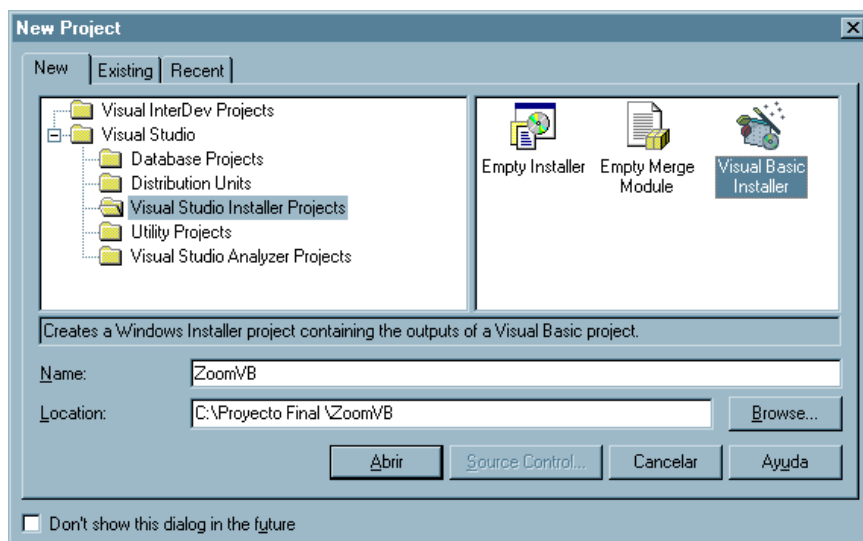 New Project
New
Existing
Recent
Visual InterDev Projects
Visual Studio
Database Projects
Distribution Units
Visual Studio Installer Projects
Utility Projects
Visual Studio Analyzer Projects
Empty Installer
Empty Merge
Module
Visual Basic
Installer
Creates a Windows Installer project containing the outputs of a Visual Basic project.
Name:
ZoomVB
Location:
C:\Proyecto Final \ZoomVB
Browse...
Abrir
Source Control...
Cancelar
Ayuda
Don't show this dialog in the future